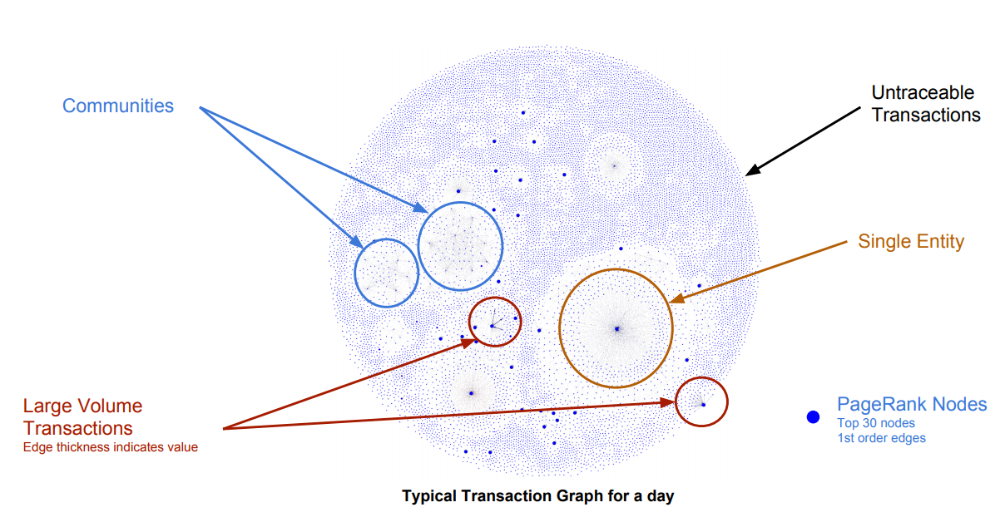 Communities
Untraceable
Transactions
Single Entity
Large Volume
Transactions
Edge thickness indicates value
PageRank Nodes
Top 30 nodes
1st order edges
Typical Transaction Graph for a day